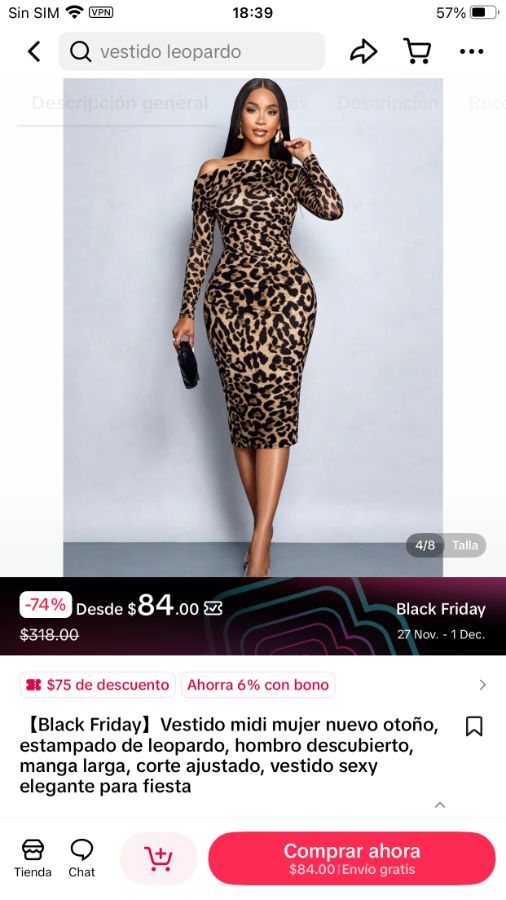 Sin SIM VPN 18:39 57%
vestido leopardo
Descripción general Descripción
-74% Desde $84.00 Black Friday
$318.00 27 Nov. - 1 Dec.
4/8 Talla
$75 de descuento Ahorra 6% con bono
【Black Friday】Vestido midi mujer nuevo otoño,
estampado de leopardo, hombro descubierto,
manga larga, corte ajustado, vestido sexy
elegante para fiesta
Tienda Chat Comprar ahora
$84.00 | Envío gratis